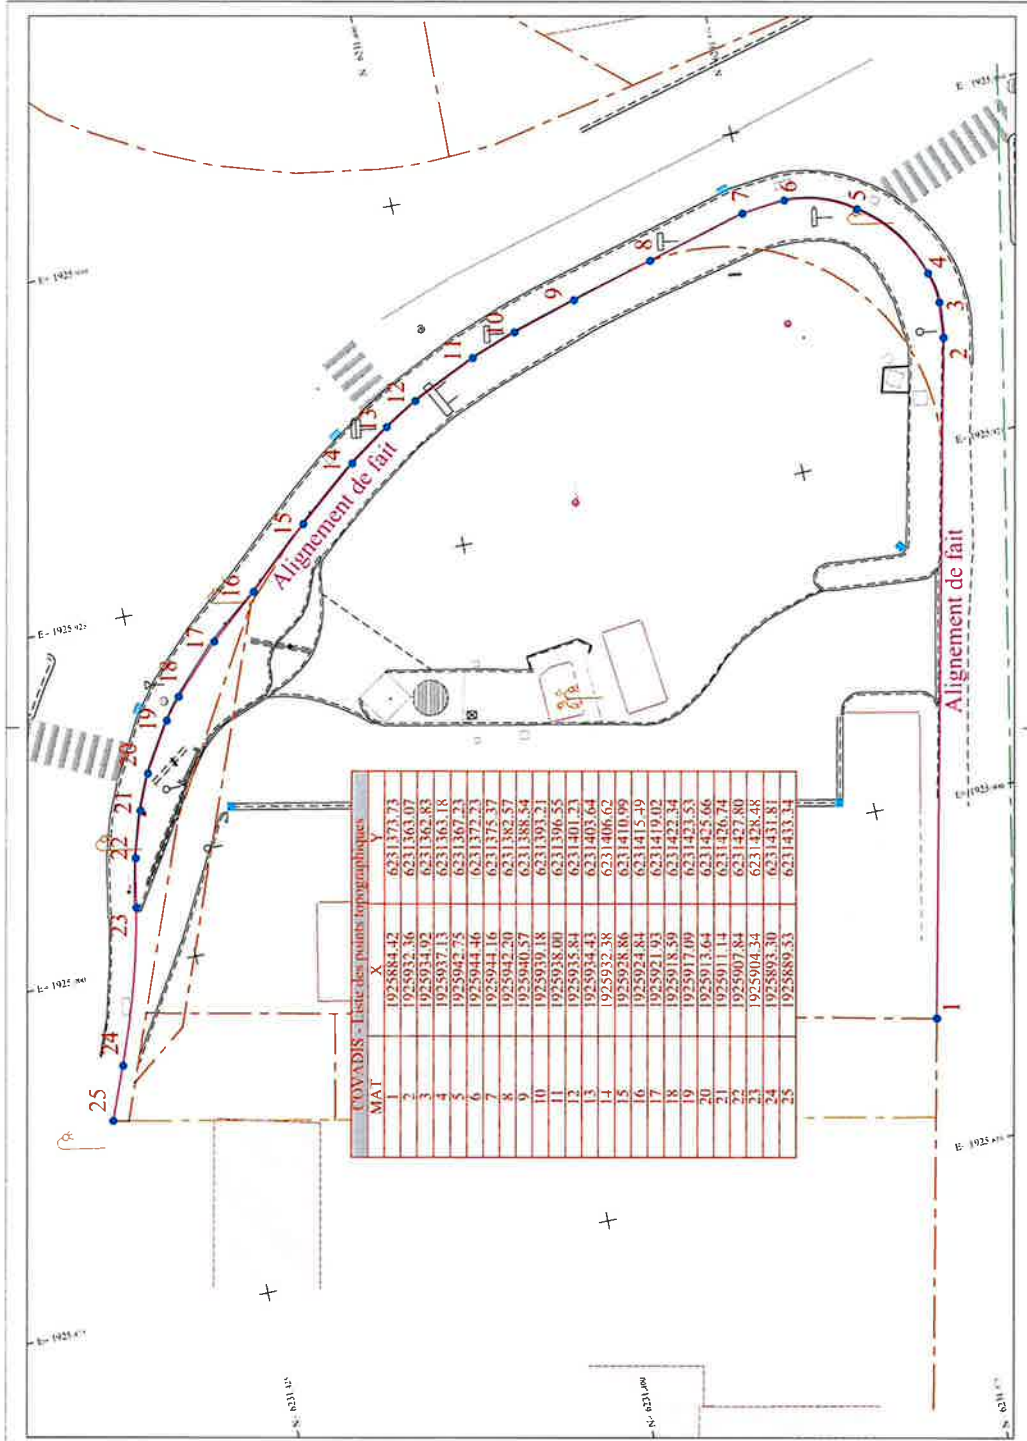 COVADIS - Liste des points topographiques
MAT X Y
1 1925884.42 6231373.73
2 1925932.36 6231363.07
3 1925934.92 6231362.83
4 1925937.13 6231363.18
5 1925942.75 6231367.23
6 1925944.46 6231372.23
7 1925944.16 6231375.37
8 1925942.20 6231382.57
9 1925940.57 6231388.54
10 1925939.18 6231393.21
11 1925938.00 6231396.55
12 1925935.84 6231401.23
13 1925934.43 6231403.64
14 1925932.38 6231406.62
15 1925928.86 6231410.99
16 1925924.84 6231415.49
17 1925921.93 6231419.02
18 1925918.59 6231422.34
19 1925917.09 6231423.53
20 1925913.64 6231425.66
21 1925911.14 6231426.74
22 1925907.84 6231427.80
23 1925904.34 6231428.48
24 1925893.30 6231431.81
25 1925889.53 6231433.34
Alignement de fait
Alignement de fait
1
2
3
4
5
6
7
8
9
10
11
12
13
14
15
16
17
18
19
20
21
22
23
24
25